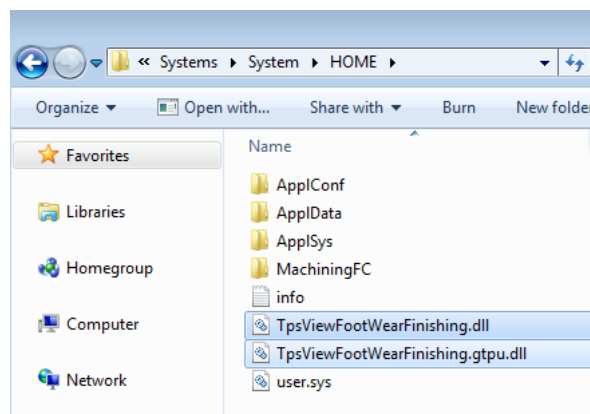 « Systems ▸ System ▸ HOME ▸
Organize ▼ Open with... Share with ▼ Burn New folde
Favorites
Libraries
Homegroup
Computer
Network
Name
ApplConf
ApplData
ApplSys
MachiningFC
info
TpsViewFootWearFinishing.dll
TpsViewFootWearFinishing.gtpu.dll
user.sys